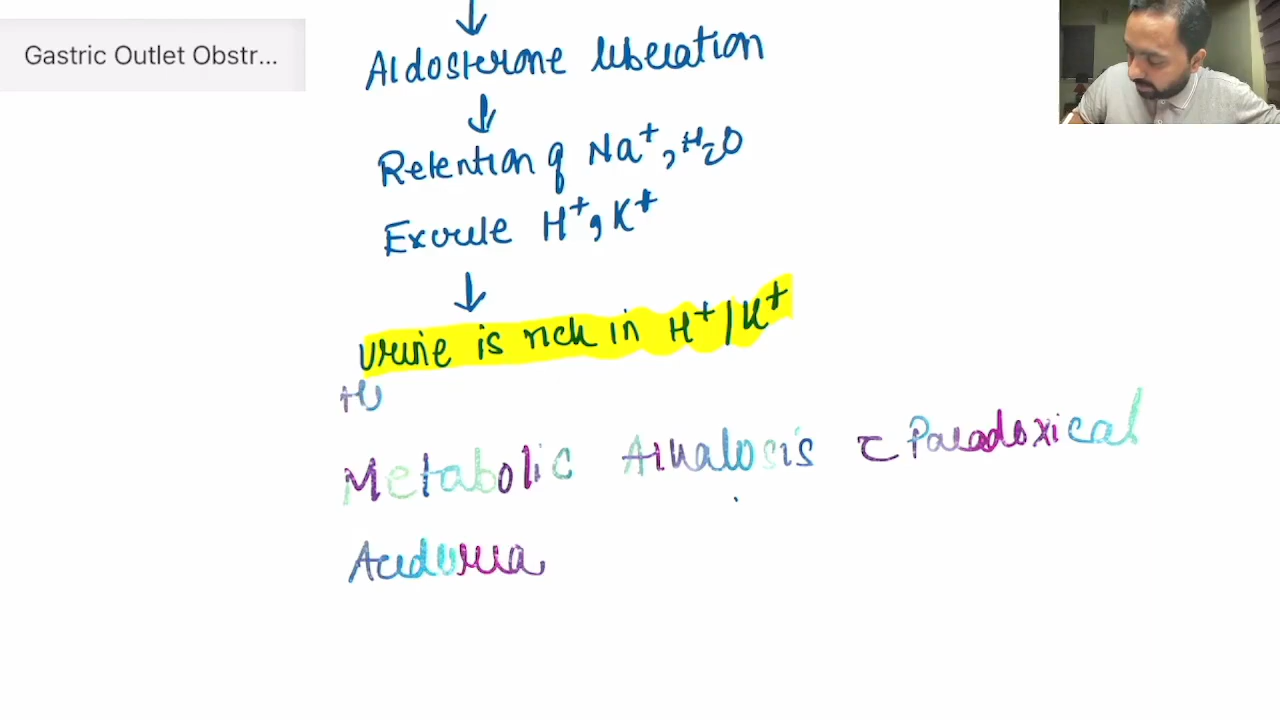 Gastric Outlet Obstr...
↓
Aldosterone liberation
↓
Retention of Na⁺, H₂O
Excrete H⁺, K⁺
↓
Urine is rich in H⁺/K⁺
Metabolic Alkalosis c̄ Paradoxical
Aciduria